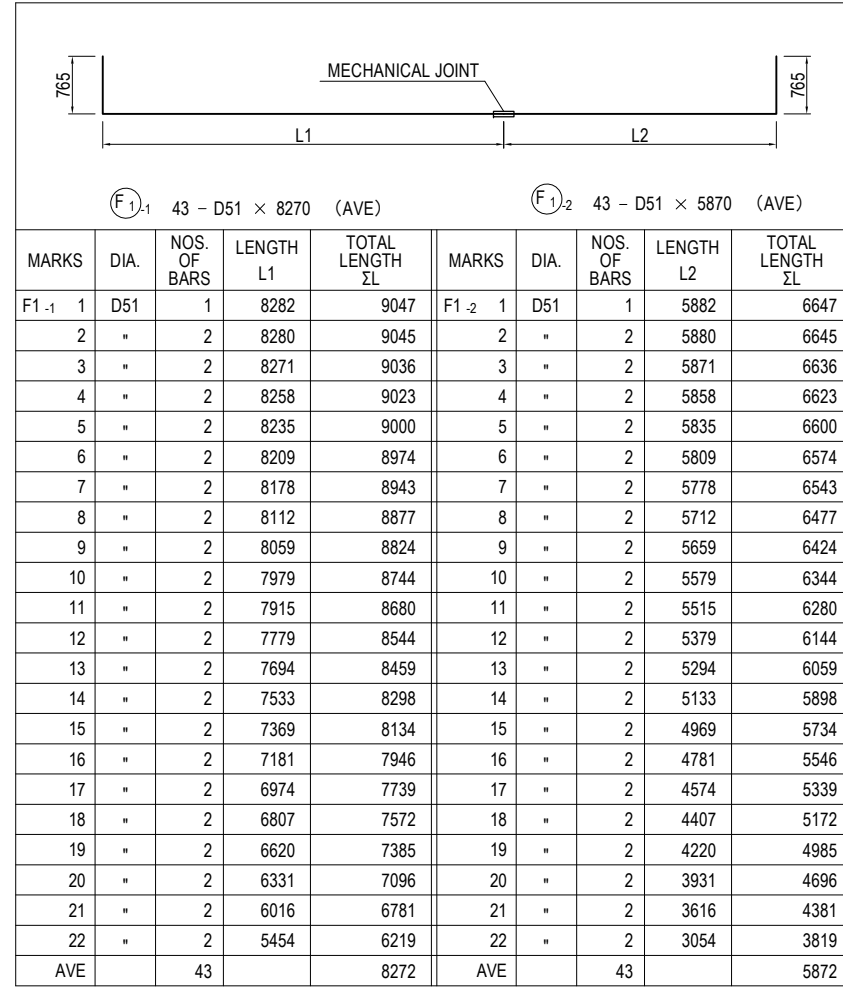 765
MECHANICAL JOINT
765
L1
L2
F 1 -1 43 – D51 × 8270 (AVE)
F 1 -2 43 – D51 × 5870 (AVE)
MARKS DIA. NOS. OF BARS LENGTH L1 TOTAL LENGTH ΣL MARKS DIA. NOS. OF BARS LENGTH L2 TOTAL LENGTH ΣL
F1 -1 1 D51 1 8282 9047 F1 -2 1 D51 1 5882 6647
2 " 2 8280 9045 2 " 2 5880 6645
3 " 2 8271 9036 3 " 2 5871 6636
4 " 2 8258 9023 4 " 2 5858 6623
5 " 2 8235 9000 5 " 2 5835 6600
6 " 2 8209 8974 6 " 2 5809 6574
7 " 2 8178 8943 7 " 2 5778 6543
8 " 2 8112 8877 8 " 2 5712 6477
9 " 2 8059 8824 9 " 2 5659 6424
10 " 2 7979 8744 10 " 2 5579 6344
11 " 2 7915 8680 11 " 2 5515 6280
12 " 2 7779 8544 12 " 2 5379 6144
13 " 2 7694 8459 13 " 2 5294 6059
14 " 2 7533 8298 14 " 2 5133 5898
15 " 2 7369 8134 15 " 2 4969 5734
16 " 2 7181 7946 16 " 2 4781 5546
17 " 2 6974 7739 17 " 2 4574 5339
18 " 2 6807 7572 18 " 2 4407 5172
19 " 2 6620 7385 19 " 2 4220 4985
20 " 2 6331 7096 20 " 2 3931 4696
21 " 2 6016 6781 21 " 2 3616 4381
22 " 2 5454 6219 22 " 2 3054 3819
AVE 43 8272 AVE 43 5872